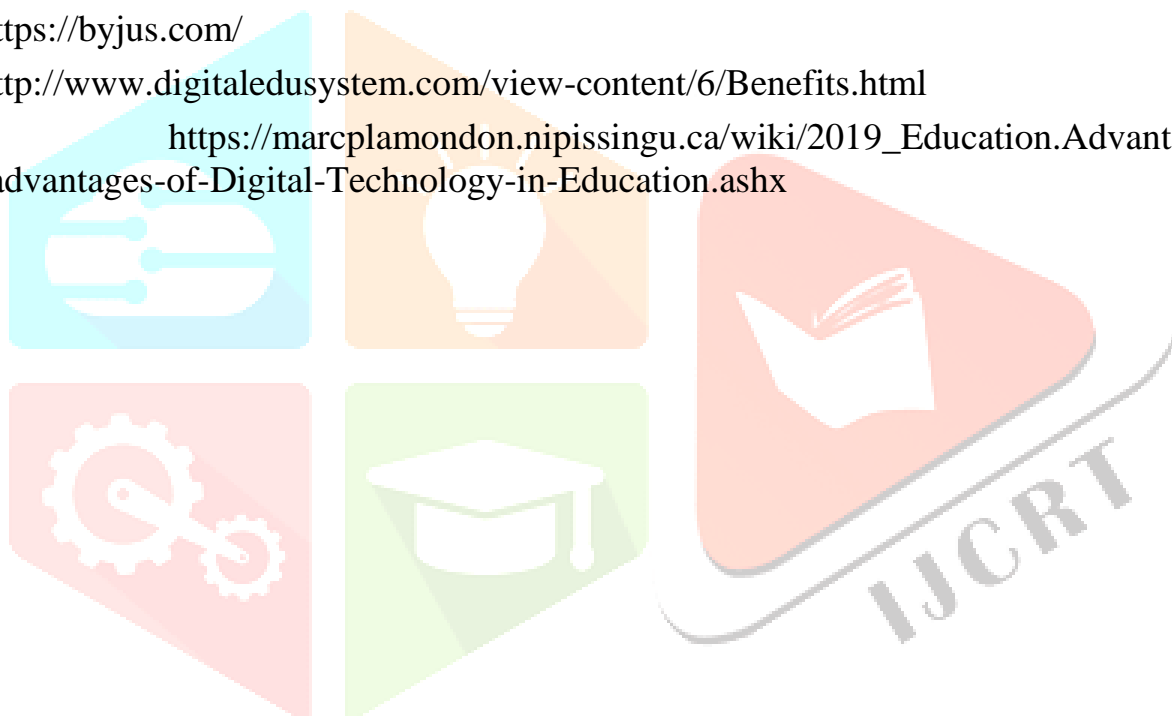 ttps://byjus.com/
ttp://www.digitaledusystem.com/view-content/6/Benefits.html
https://marcplamondon.nipissingu.ca/wiki/2019_Education.Advant
advantages-of-Digital-Technology-in-Education.ashx
IJCRT